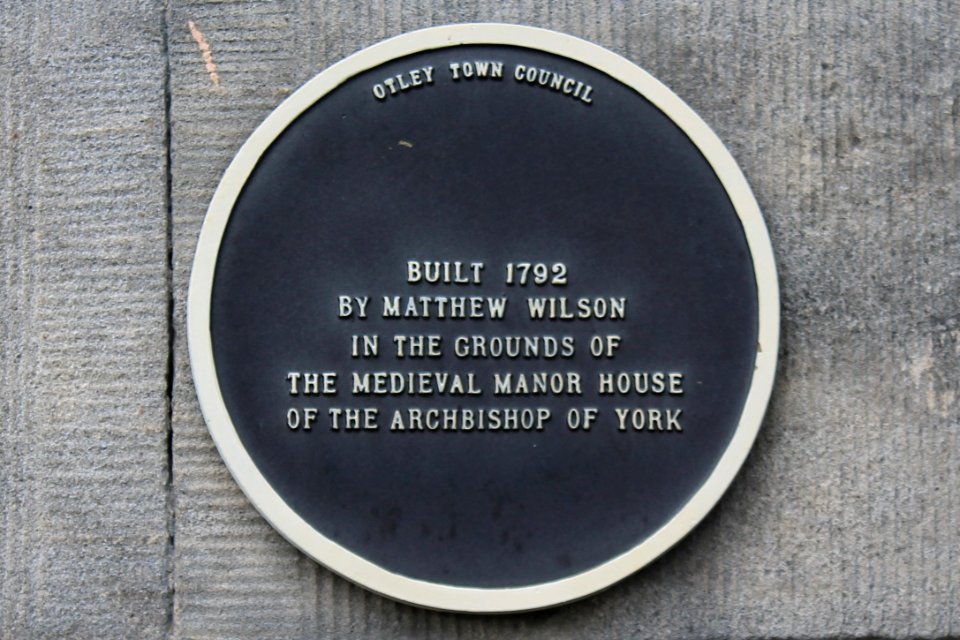 OTLEY TOWN COUNCIL
BUILT 1792
BY MATTHEW WILSON
IN THE GROUNDS OF
THE MEDIEVAL MANOR HOUSE
OF THE ARCHBISHOP OF YORK